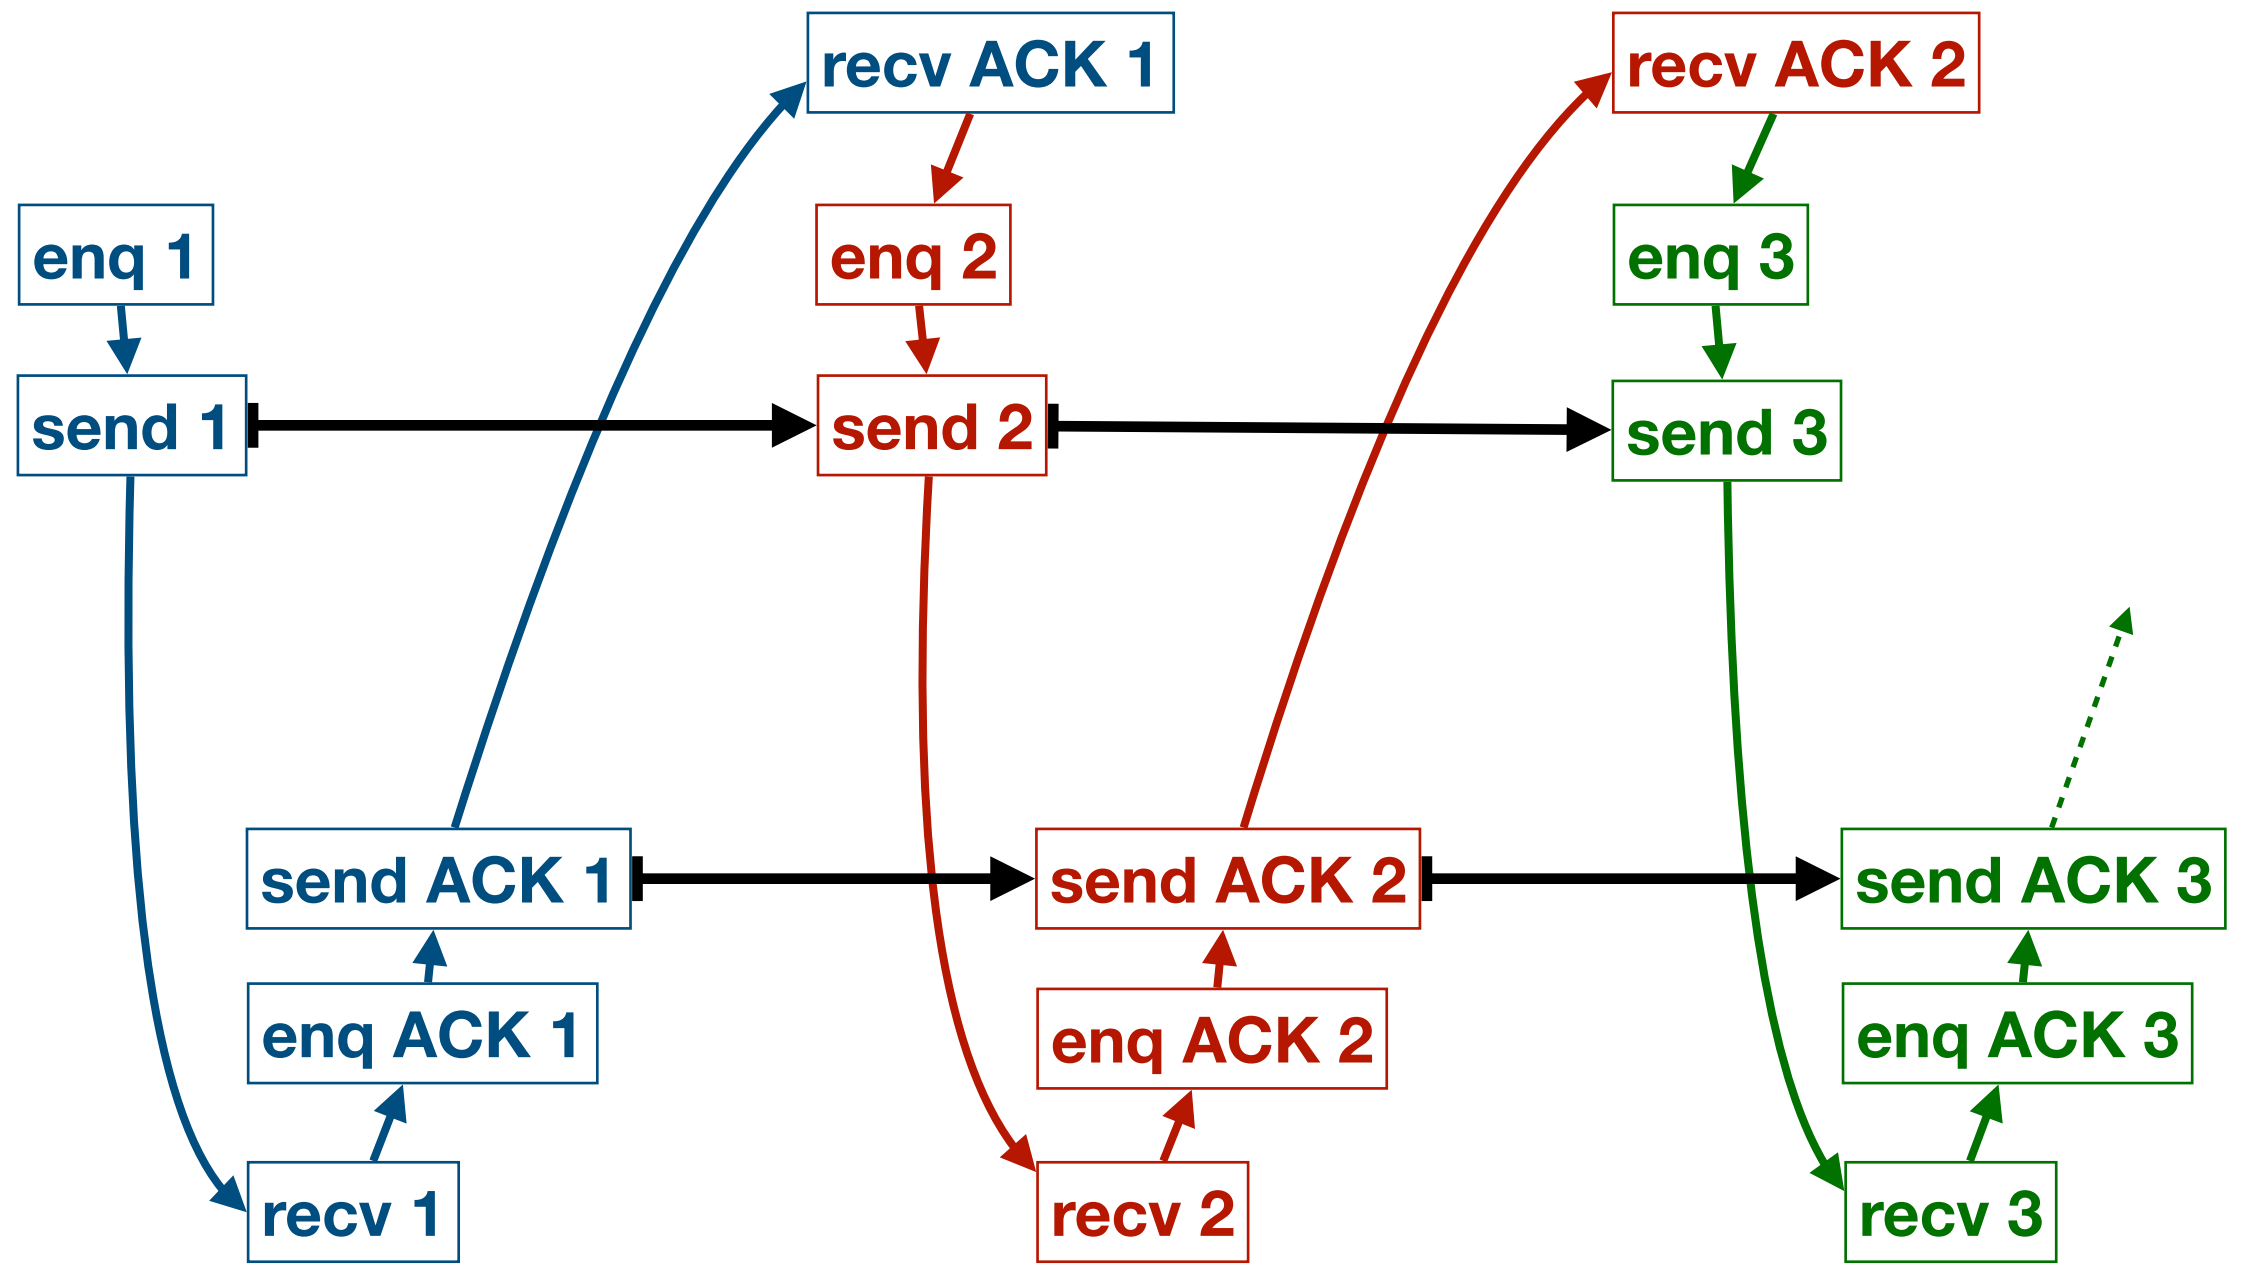 recv ACK 1
recv ACK 2
enq 1
enq 2
enq 3
send 1
send 2
send 3
send ACK 1
send ACK 2
send ACK 3
enq ACK 1
enq ACK 2
enq ACK 3
recv 1
recv 2
recv 3